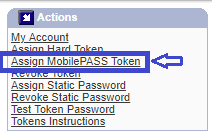 Actions
My Account
Assign Hard Token
Assign MobilePASS Token
Revoke Token
Assign Static Password
Revoke Static Password
Test Token Password
Tokens Instructions